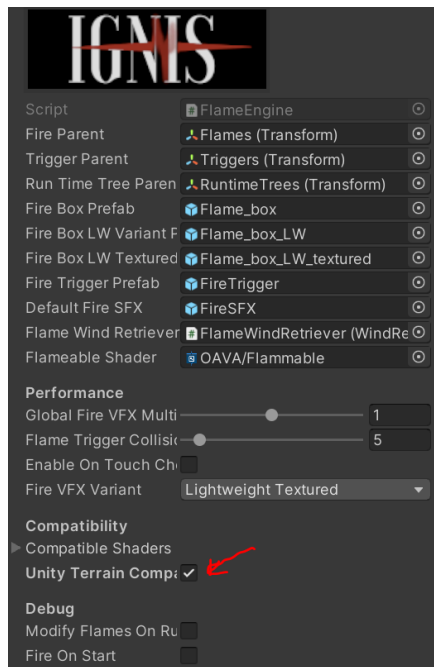 IGNIS
Script FlameEngine
Fire Parent Flames (Transform)
Trigger Parent Triggers (Transform)
Run Time Tree Paren RuntimeTrees (Transform)
Fire Box Prefab Flame_box
Fire Box LW Variant P Flame_box_LW
Fire Box LW Textured Flame_box_LW_textured
Fire Trigger Prefab FireTrigger
Default Fire SFX FireSFX
Flame Wind Retriever FlameWindRetriever (WindRe
Flameable Shader OAVA/Flammable
Performance
Global Fire VFX Multi 1
Flame Trigger Collisic 5
Enable On Touch Ch
Fire VFX Variant Lightweight Textured
Compatibility
Compatible Shaders
Unity Terrain Compa
Debug
Modify Flames On Ru
Fire On Start